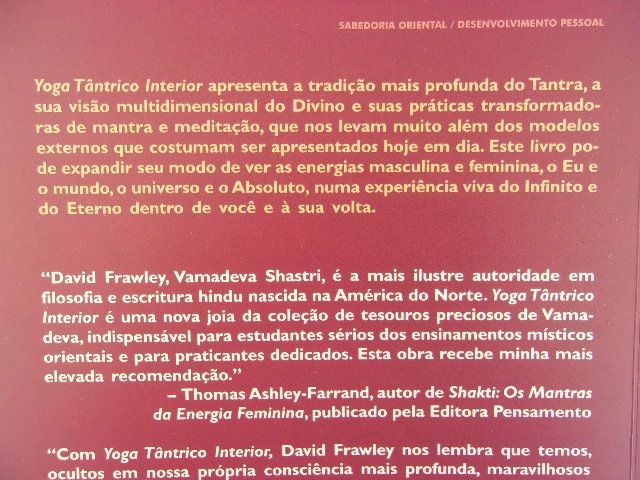 SABEDORIA ORIENTAL / DESENVOLVIMENTO PESSOAL
Yoga Tântrico Interior apresenta a tradição mais profunda do Tantra, a
sua visão multidimensional do Divino e suas práticas transformado-
ras de mantra e meditação, que nos levam muito além dos modelos
externos que costumam ser apresentados hoje em dia. Este livro po-
de expandir seu modo de ver as energias masculina e feminina, o Eu e
o mundo, o universo e o Absoluto, numa experiência viva do Infinito e
do Eterno dentro de você e à sua volta.
“David Frawley, Vamadeva Shastri, é a mais ilustre autoridade em
filosofia e escritura hindu nascida na América do Norte. Yoga Tântrico
Interior é uma nova joia da coleção de tesouros preciosos de Vama-
deva, indispensável para estudantes sérios dos ensinamentos místicos
orientais e para praticantes dedicados. Esta obra recebe minha mais
elevada recomendação.”
– Thomas Ashley-Farrand, autor de Shakti: Os Mantras
da Energia Feminina, publicado pela Editora Pensamento
“Com Yoga Tântrico Interior, David Frawley nos lembra que temos,
ocultos em nossa própria consciência mais profunda, maravilhosos